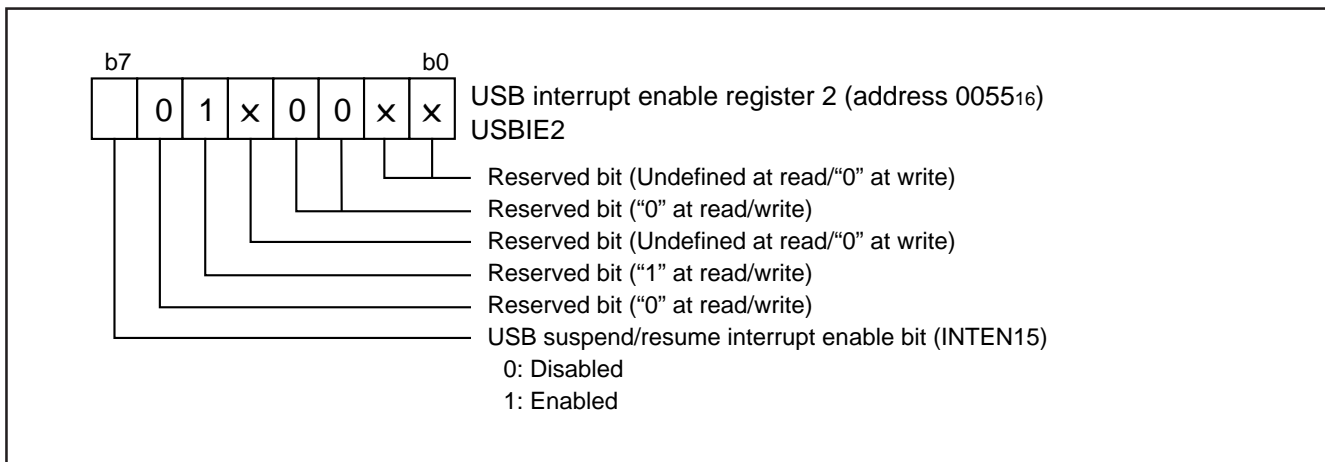 b7 b0
0 1 × 0 0 × ×
USB interrupt enable register 2 (address 0055₁₆)
USBIE2
Reserved bit (Undefined at read/“0” at write)
Reserved bit (“0” at read/write)
Reserved bit (Undefined at read/“0” at write)
Reserved bit (“1” at read/write)
Reserved bit (“0” at read/write)
USB suspend/resume interrupt enable bit (INTEN15)
0: Disabled
1: Enabled